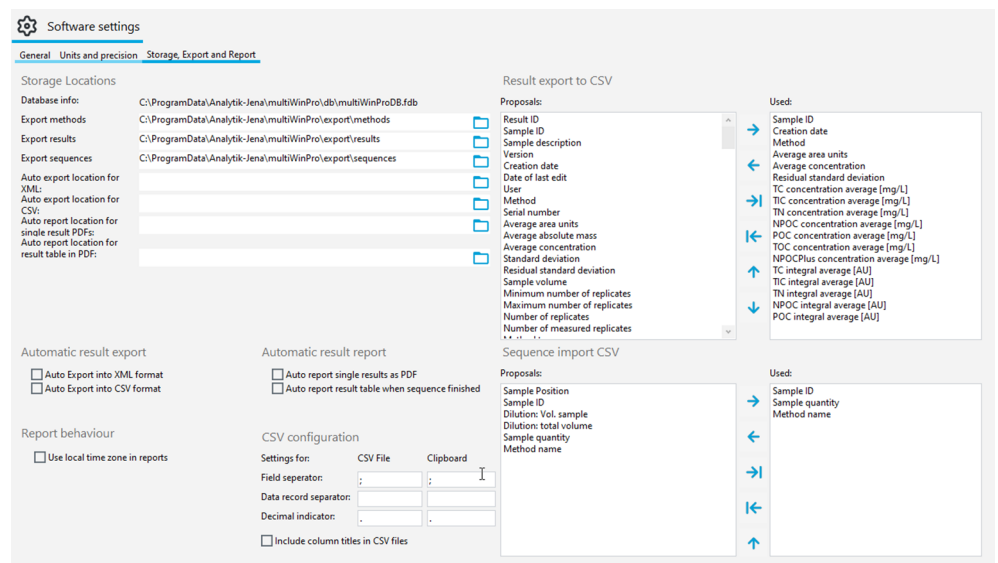 Software settings
General Units and precision Storage, Export and Report
Storage Locations
Database info: C:\ProgramData\Analytik-Jena\multiWinPro\db\multiWinProDB.fdb
Export methods C:\ProgramData\Analytik-Jena\multiWinPro\export\methods
Export results C:\ProgramData\Analytik-Jena\multiWinPro\export\results
Export sequences C:\ProgramData\Analytik-Jena\multiWinPro\export\sequences
Auto export location for
XML:
Auto export location for
CSV:
Auto report location for
single result PDFs:
Auto report location for
result table in PDF:
Automatic result export
Auto Export into XML format
Auto Export into CSV format
Automatic result report
Auto report single results as PDF
Auto report result table when sequence finished
Report behaviour
Use local time zone in reports
CSV configuration
Settings for: CSV File Clipboard
Field seperator: ; ;
Data record separator:
Decimal indicator: . .
Include column titles in CSV files
Result export to CSV
Proposals:
Result ID
Sample ID
Sample description
Version
Creation date
Date of last edit
User
Method
Serial number
Average area units
Average absolute mass
Average concentration
Standard deviation
Residual standard deviation
Sample volume
Minimum number of replicates
Maximum number of replicates
Number of replicates
Number of measured replicates
Used:
Sample ID
Creation date
Method
Average area units
Average concentration
Residual standard deviation
TC concentration average [mg/L]
TIC concentration average [mg/L]
TN concentration average [mg/L]
NPOC concentration average [mg/L]
POC concentration average [mg/L]
TOC concentration average [mg/L]
NPOCPlus concentration average [mg/L]
TC integral average [AU]
TIC integral average [AU]
TN integral average [AU]
NPOC integral average [AU]
POC integral average [AU]
Sequence import CSV
Proposals:
Sample Position
Sample ID
Dilution: Vol. sample
Dilution: total volume
Sample quantity
Method name
Used:
Sample ID
Sample quantity
Method name